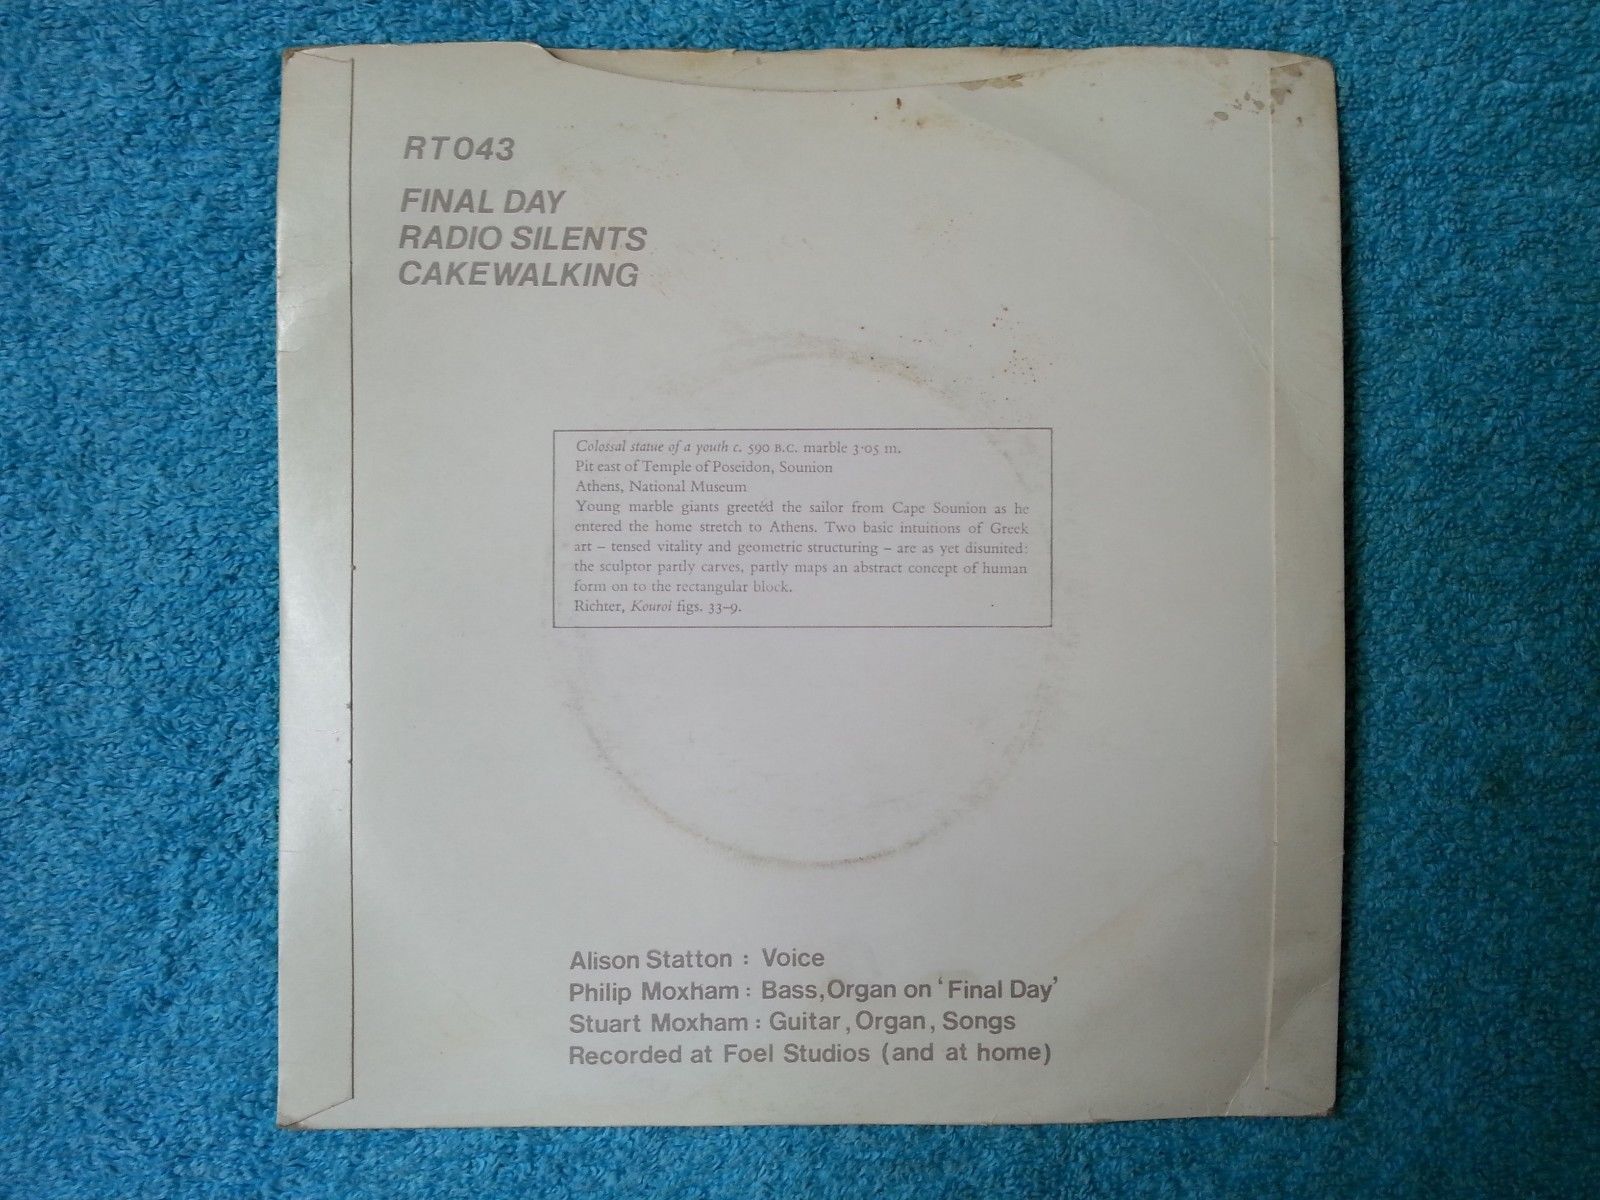 RT043
FINAL DAY
RADIO SILENTS
CAKEWALKING
Colossal statue of a youth c. 590 B.C. marble 3·05 m.
Pit east of Temple of Poseidon, Sounion
Athens, National Museum
Young marble giants greeted the sailor from Cape Sounion as he
entered the home stretch to Athens. Two basic intuitions of Greek
art – tensed vitality and geometric structuring – are as yet disunited:
the sculptor partly carves, partly maps an abstract concept of human
form on to the rectangular block.
Richter, Kouroi figs. 33–9.
Alison Statton : Voice
Philip Moxham : Bass, Organ on 'Final Day'
Stuart Moxham : Guitar, Organ, Songs
Recorded at Foel Studios (and at home)